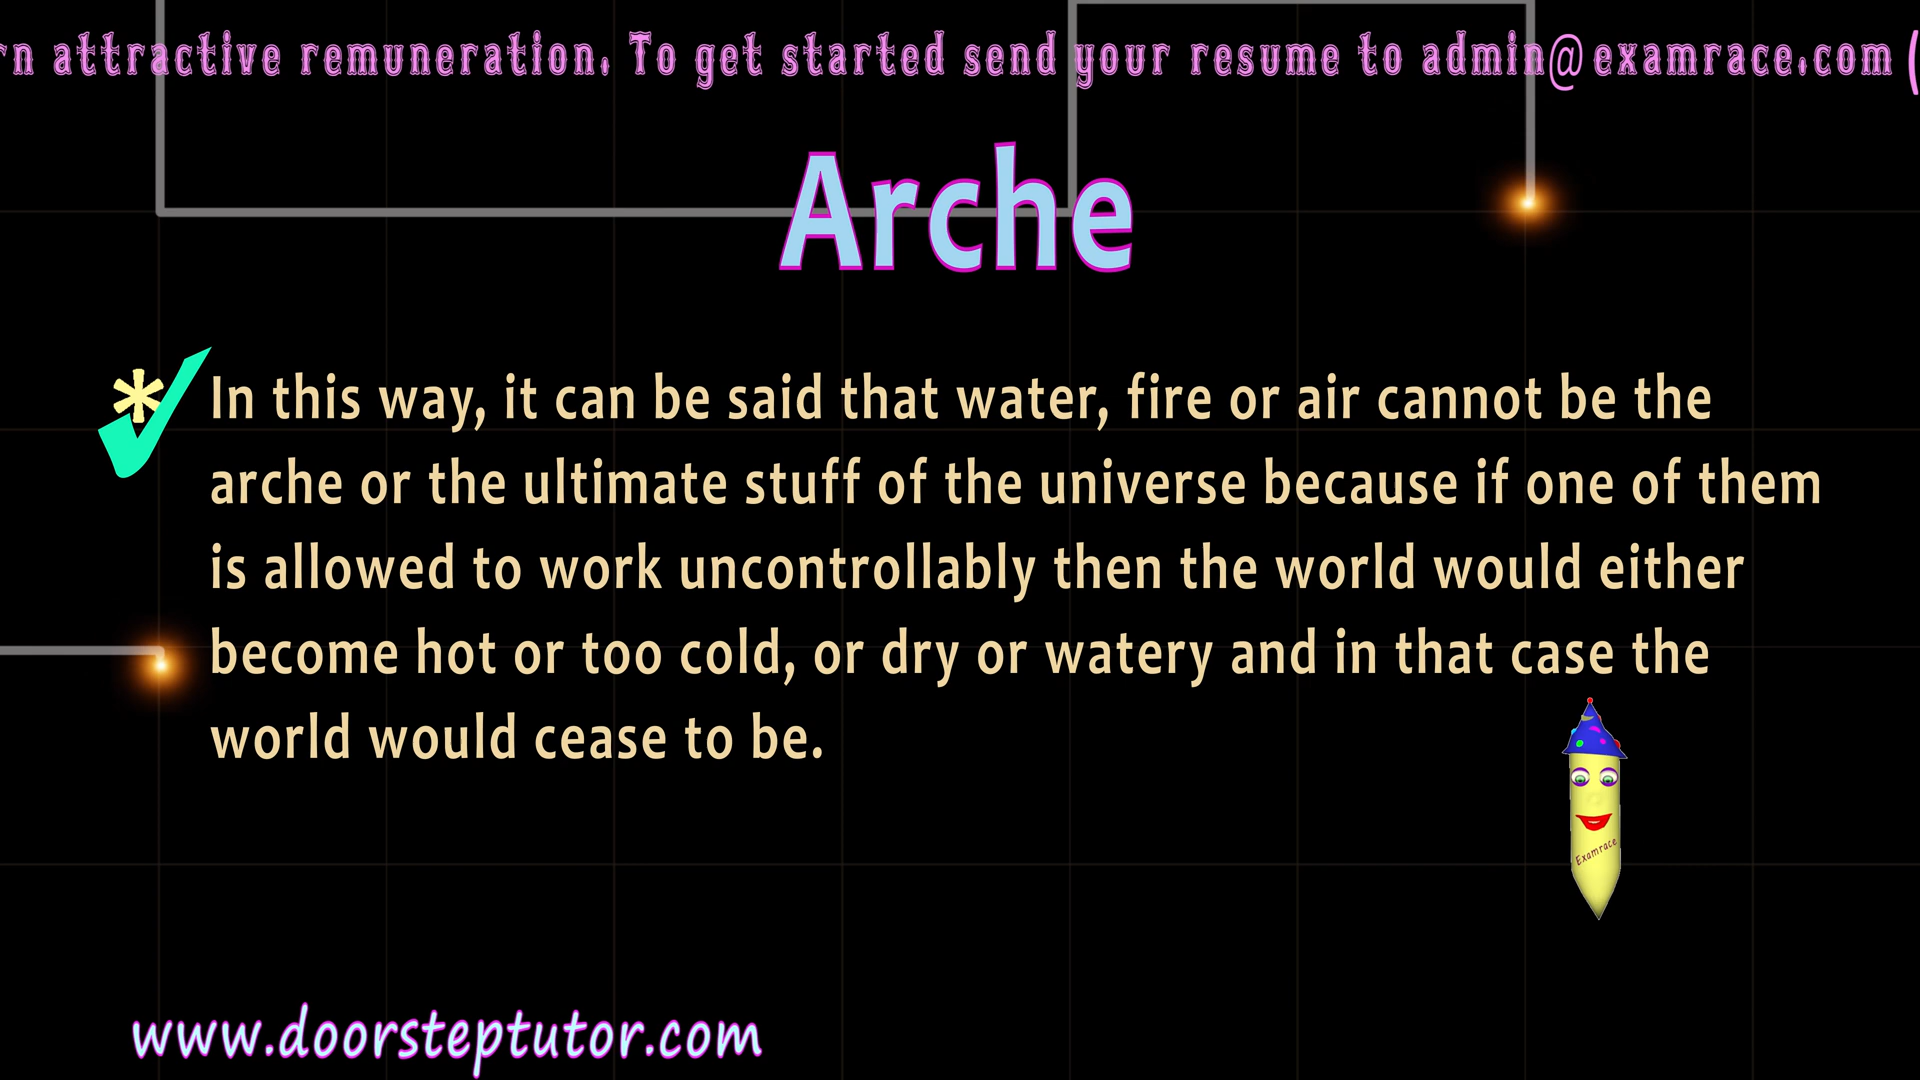 rn attractive remuneration. To get started send your resume to admin@examrace.com (
Arche
* In this way, it can be said that water, fire or air cannot be the
arche or the ultimate stuff of the universe because if one of them
is allowed to work uncontrollably then the world would either
become hot or too cold, or dry or watery and in that case the
world would cease to be.
Examrace
www.doorsteptutor.com